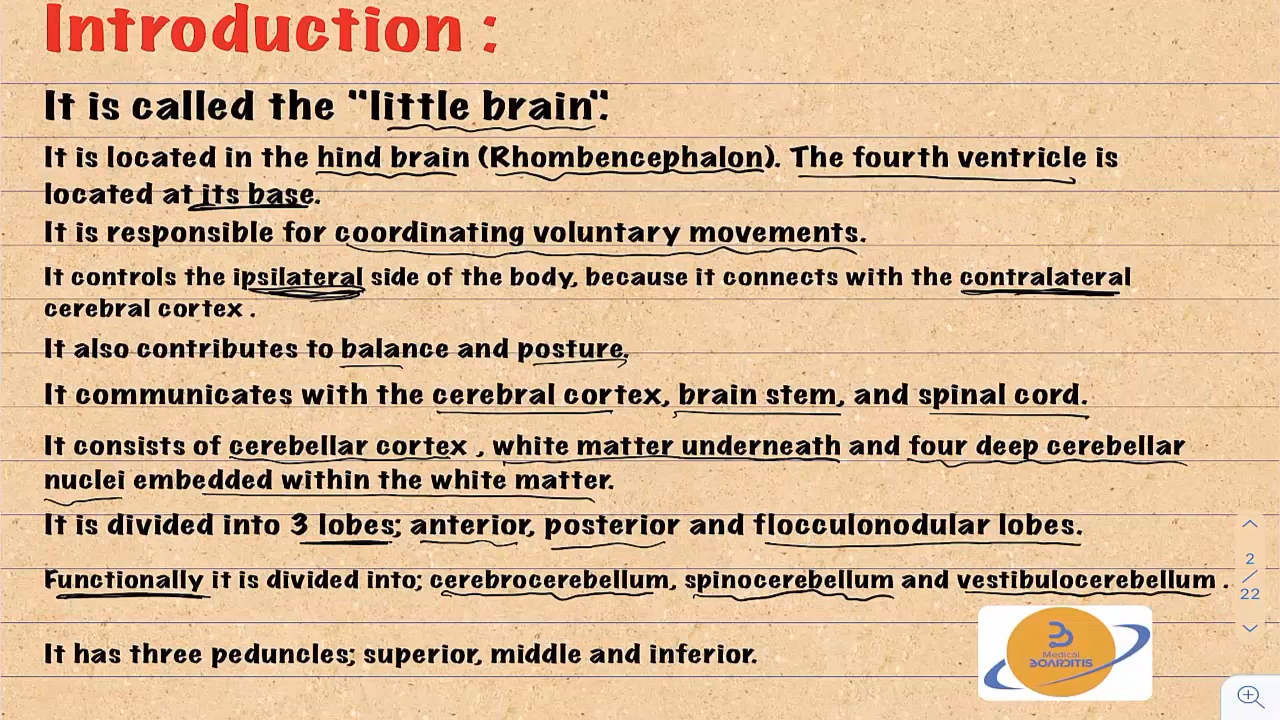 Introduction :
It is called the "little brain".
It is located in the hind brain (Rhombencephalon). The fourth ventricle is
located at its base.
It is responsible for coordinating voluntary movements.
It controls the ipsilateral side of the body, because it connects with the contralateral
cerebral cortex .
It also contributes to balance and posture.
It communicates with the cerebral cortex, brain stem, and spinal cord.
It consists of cerebellar cortex , white matter underneath and four deep cerebellar
nuclei embedded within the white matter.
It is divided into 3 lobes; anterior, posterior and flocculonodular lobes.
Functionally it is divided into; cerebrocerebellum, spinocerebellum and vestibulocerebellum .
It has three peduncles; superior, middle and inferior.
2
/
22
Medical
BOARDITIS